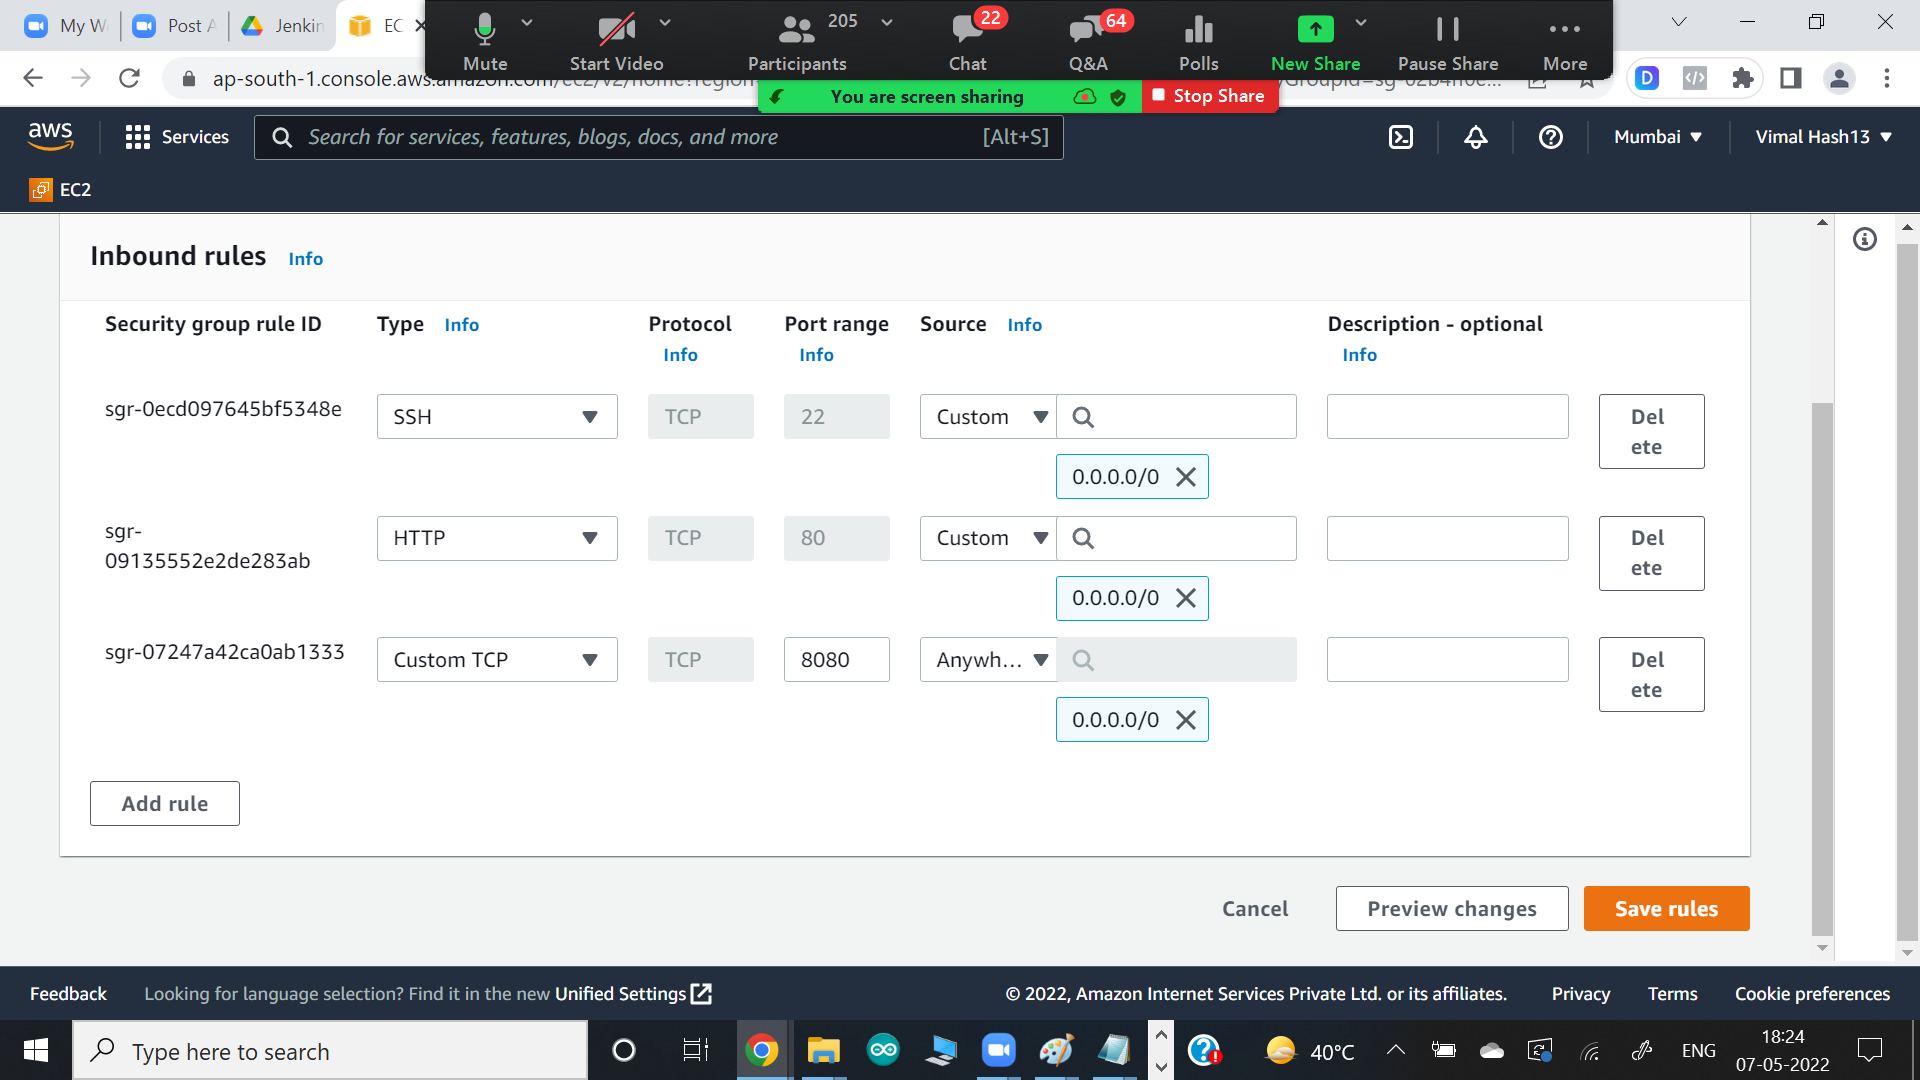 My W
Post A
Jenkin
EC
Mute
Start Video
205
Participants
22
Chat
64
Q&A
Polls
New Share
Pause Share
More
ap-south-1.console.aws.amazon.com/ec2/v2/home?region
You are screen sharing
Stop Share
aws
Services
Search for services, features, blogs, docs, and more
[Alt+S]
Mumbai
Vimal Hash13
EC2
Inbound rules Info
Security group rule ID
Type Info
Protocol
Info
Port range
Info
Source Info
Description - optional
Info
sgr-0ecd097645bf5348e
SSH
TCP
22
Custom
0.0.0.0/0
Del
ete
sgr-
09135552e2de283ab
HTTP
TCP
80
Custom
0.0.0.0/0
Del
ete
sgr-07247a42ca0ab1333
Custom TCP
TCP
8080
Anywh...
0.0.0.0/0
Del
ete
Add rule
Cancel
Preview changes
Save rules
Feedback
Looking for language selection? Find it in the new Unified Settings
© 2022, Amazon Internet Services Private Ltd. or its affiliates.
Privacy
Terms
Cookie preferences
Type here to search
40°C
ENG
18:24
07-05-2022